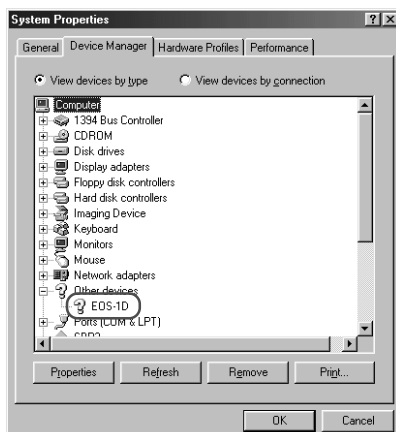 System Properties
General Device Manager Hardware Profiles Performance
View devices by type View devices by connection
Computer
1394 Bus Controller
CDROM
Disk drives
Display adapters
Floppy disk controllers
Hard disk controllers
Imaging Device
Keyboard
Monitors
Mouse
Network adapters
Other devices
EOS-1D
Ports (COM & LPT)
Properties Refresh Remove Print...
OK Cancel